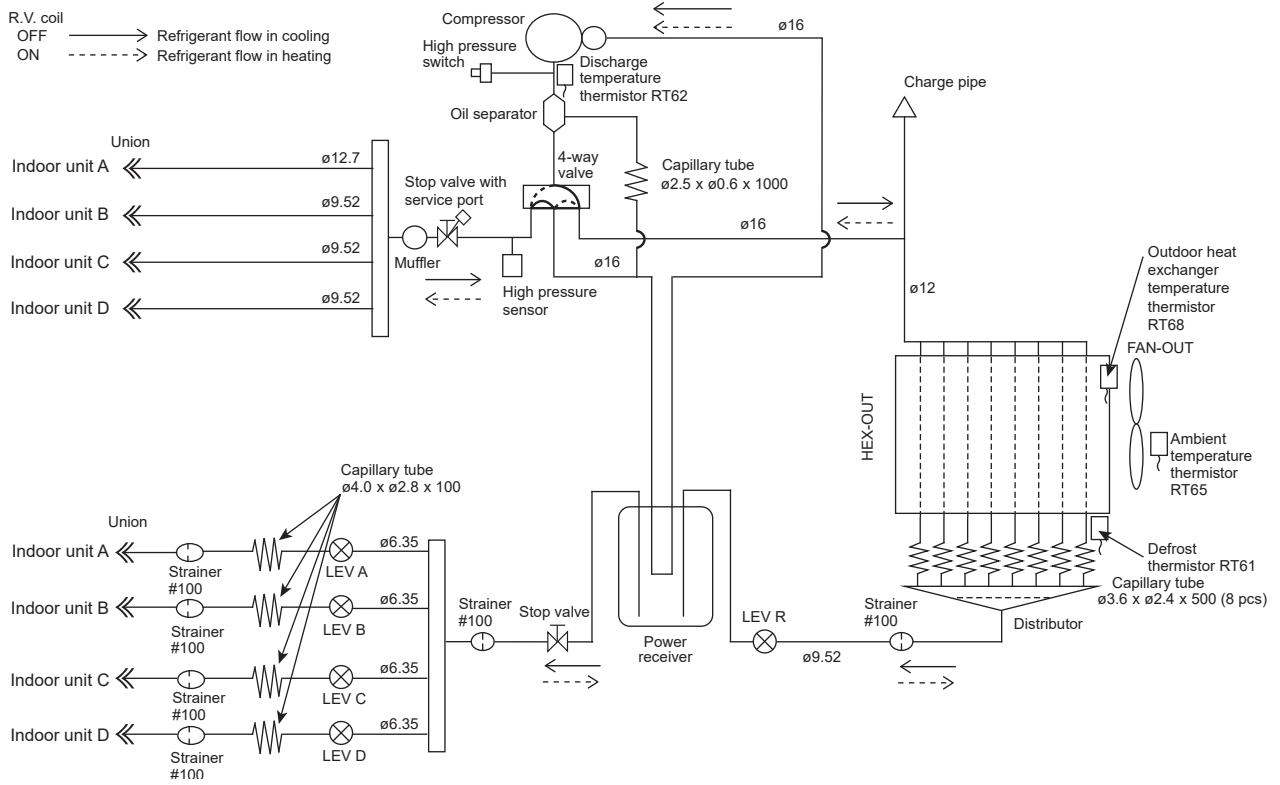 R.V. coil
OFF
Refrigerant flow in cooling
ON
Refrigerant flow in heating
Compressor
ø16
High pressure
switch
Discharge
temperature
thermistor RT62
Oil separator
Charge pipe
4-way
valve
Capillary tube
ø2.5 x ø0.6 x 1000
Union
Indoor unit A
ø12.7
Indoor unit B
ø9.52
Indoor unit C
ø9.52
Indoor unit D
ø9.52
Stop valve with
service port
Muffler
High pressure
sensor
ø16
ø16
ø12
Outdoor heat
exchanger
temperature
thermistor
RT68
FAN-OUT
HEX-OUT
Ambient
temperature
thermistor
RT65
Defrost
thermistor RT61
Capillary tube
ø3.6 x ø2.4 x 500 (8 pcs)
Distributor
Capillary tube
ø4.0 x ø2.8 x 100
Union
Indoor unit A
Strainer
#100
LEV A
ø6.35
Indoor unit B
Strainer
#100
LEV B
ø6.35
Indoor unit C
Strainer
#100
LEV C
ø6.35
Indoor unit D
Strainer
#100
LEV D
ø6.35
Strainer
#100
Stop valve
Power
receiver
LEV R
ø9.52
Strainer
#100